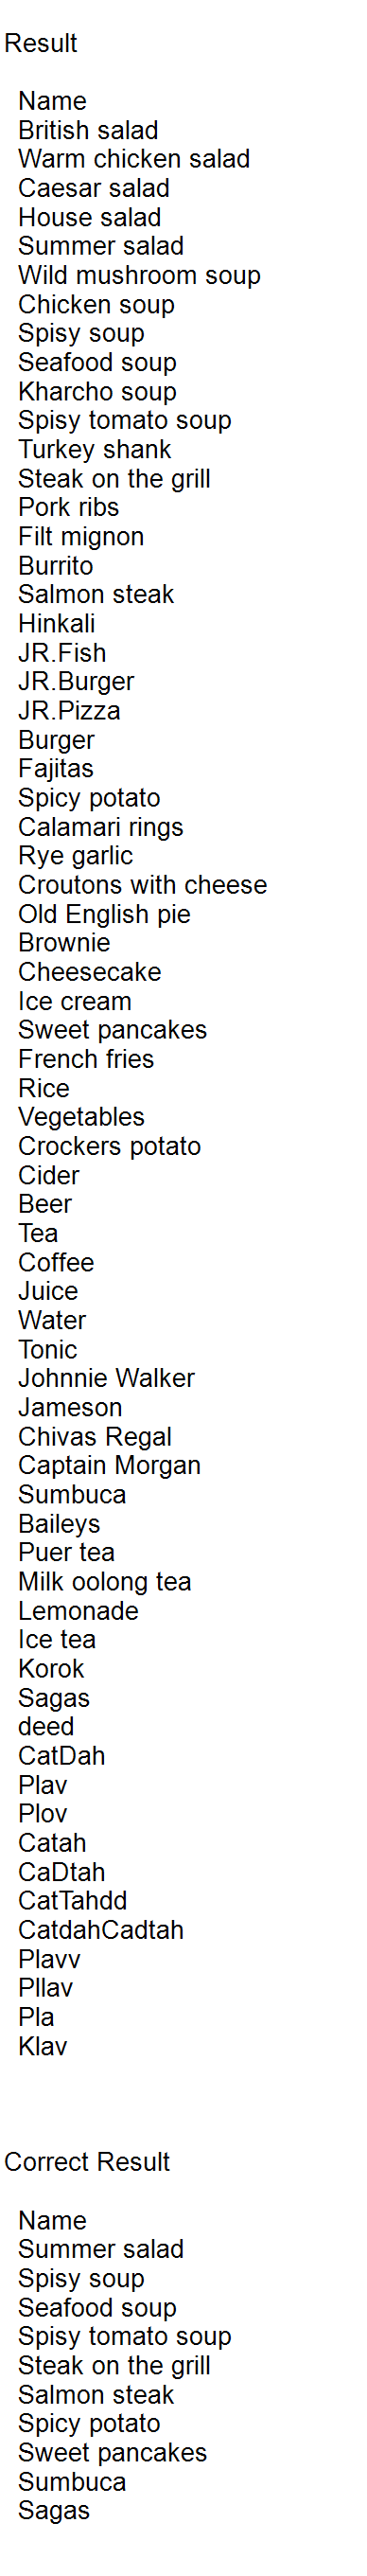 Result
Name
British salad
Warm chicken salad
Caesar salad
House salad
Summer salad
Wild mushroom soup
Chicken soup
Spisy soup
Seafood soup
Kharcho soup
Spisy tomato soup
Turkey shank
Steak on the grill
Pork ribs
Filt mignon
Burrito
Salmon steak
Hinkali
JR.Fish
JR.Burger
JR.Pizza
Burger
Fajitas
Spicy potato
Calamari rings
Rye garlic
Croutons with cheese
Old English pie
Brownie
Cheesecake
Ice cream
Sweet pancakes
French fries
Rice
Vegetables
Crockers potato
Cider
Beer
Tea
Coffee
Juice
Water
Tonic
Johnnie Walker
Jameson
Chivas Regal
Captain Morgan
Sumbuca
Baileys
Puer tea
Milk oolong tea
Lemonade
Ice tea
Korok
Sagas
deed
CatDah
Plav
Plov
Catah
CaDtah
CatTahdd
CatdahCadtah
Plavv
Pllav
Pla
Klav
Correct Result
Name
Summer salad
Spisy soup
Seafood soup
Spisy tomato soup
Steak on the grill
Salmon steak
Spicy potato
Sweet pancakes
Sumbuca
Sagas